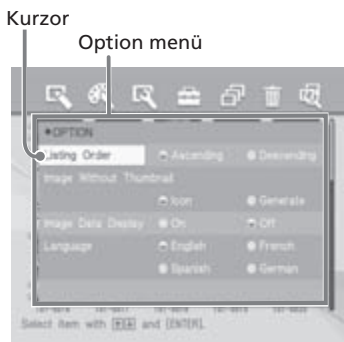 Kurzor
Option menü
OPTION
Listing Order Ascending Descending
Image Without Thumbnail
Icon Generate
Image Data Display On Off
Language English French
Spanish German
Select item with and [ENTER].